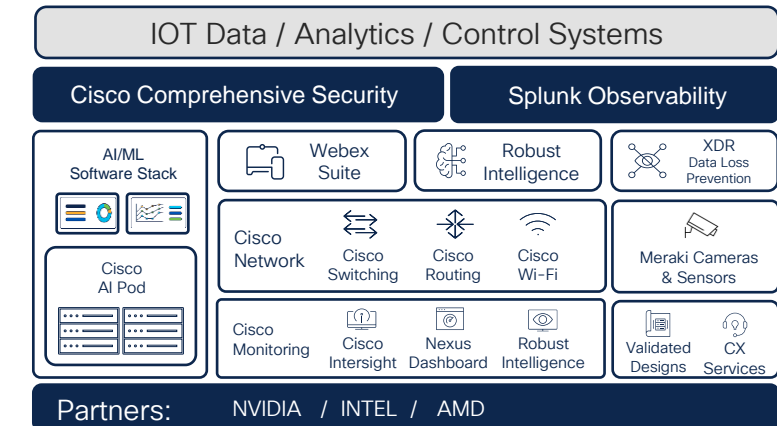 IOT Data / Analytics / Control Systems
Cisco Comprehensive Security
Splunk Observability
AI/ML
Software Stack
Cisco
AI Pod
Webex
Suite
Robust
Intelligence
XDR
Data Loss
Prevention
Cisco
Network
Cisco
Switching
Cisco
Routing
Cisco
Wi-Fi
Meraki Cameras
& Sensors
Cisco
Monitoring
Cisco
Intersight
Nexus
Dashboard
Robust
Intelligence
Validated
Designs
CX
Services
Partners: NVIDIA / INTEL / AMD